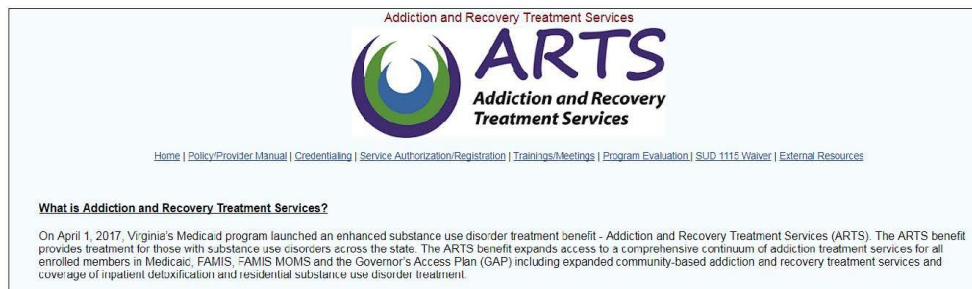 Addiction and Recovery Treatment Services
ARTS
Addiction and Recovery
Treatment Services
Home | Policy/Provider Manual | Credentialing | Service Authorization/Registration | Trainings/Meetings | Program Evaluation | SUD 1115 Waiver | External Resources
What is Addiction and Recovery Treatment Services?
On April 1, 2017, Virginia's Medicaid program launched an enhanced substance use disorder treatment benefit - Addiction and Recovery Treatment Services (ARTS). The ARTS benefit
provides treatment for those with substance use disorders across the state. The ARTS benefit expands access to a comprehensive continuum of addiction treatment services for all
enrolled members in Medicaid, FAMIS, FAMIS MOMS and the Governor's Access Plan (GAP) including expanded community-based addiction and recovery treatment services and
coverage of inpatient detoxification and residential substance use disorder treatment.